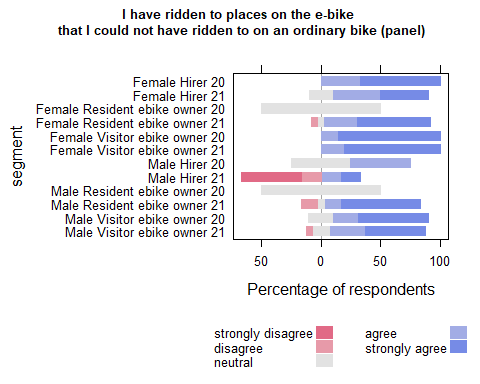 I have ridden to places on the e-bike
that I could not have ridden to on an ordinary bike (panel)
segment
Female Hirer 20
Female Hirer 21
Female Resident ebike owner 20
Female Resident ebike owner 21
Female Visitor ebike owner 20
Female Visitor ebike owner 21
Male Hirer 20
Male Hirer 21
Male Resident ebike owner 20
Male Resident ebike owner 21
Male Visitor ebike owner 20
Male Visitor ebike owner 21
50 0 50 100
Percentage of respondents
strongly disagree agree
disagree strongly agree
neutral